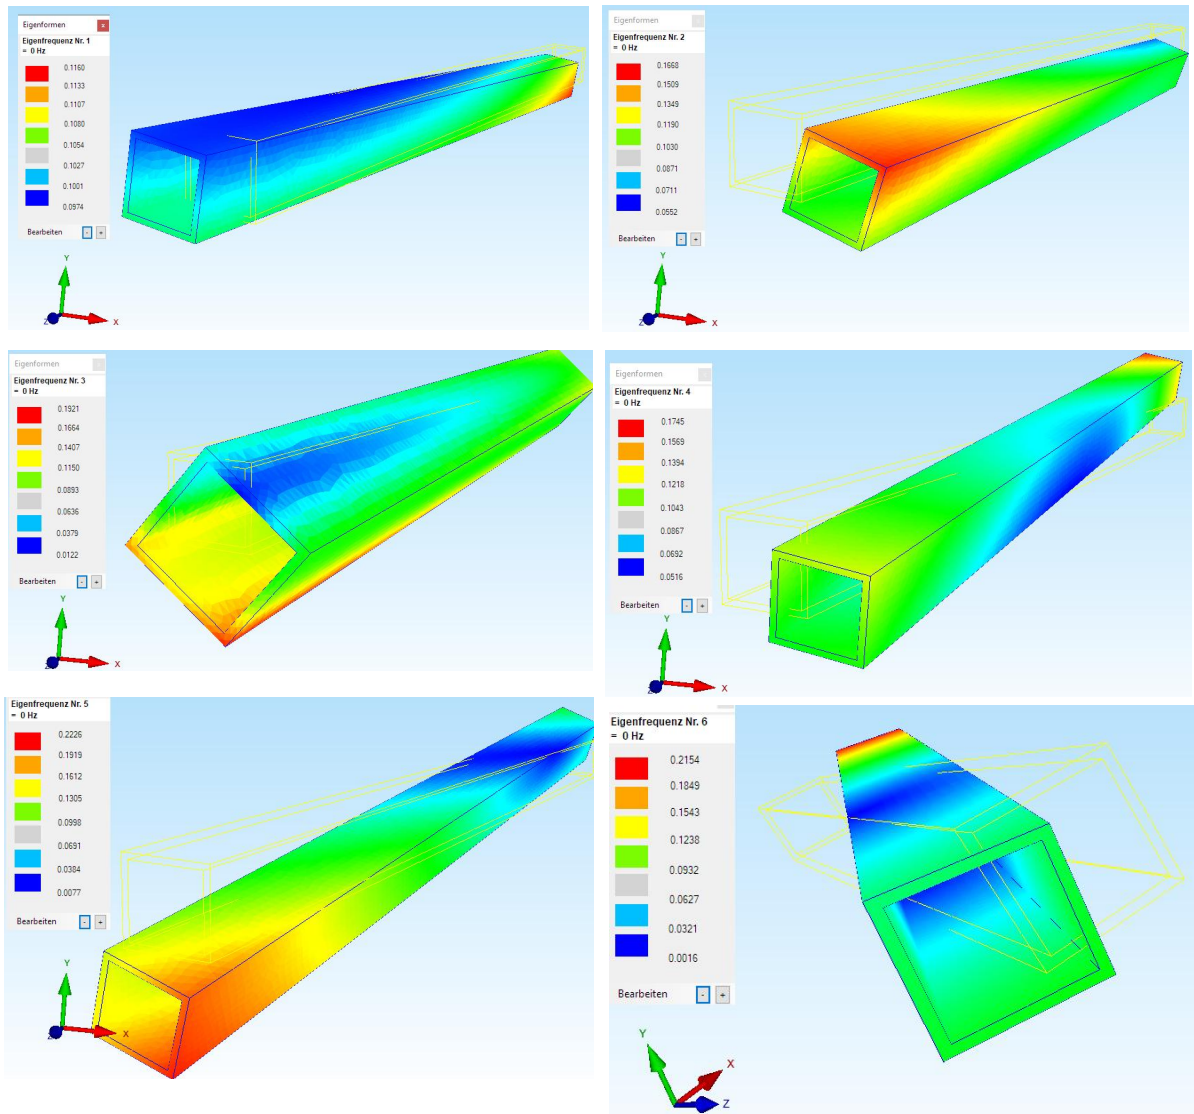 Eigenformen
x
Eigenfrequenz Nr. 1
= 0 Hz
0.1160
0.1133
0.1107
0.1080
0.1054
0.1027
0.1001
0.0974
Bearbeiten - +
Y
Z X
Eigenformen
Eigenfrequenz Nr. 2
= 0 Hz
0.1668
0.1509
0.1349
0.1190
0.1030
0.0871
0.0711
0.0552
Bearbeiten - +
Y
Z X
Eigenformen
Eigenfrequenz Nr. 3
= 0 Hz
0.1921
0.1664
0.1407
0.1150
0.0893
0.0636
0.0379
0.0122
Bearbeiten - +
Y
Z X
Eigenformen
Eigenfrequenz Nr. 4
= 0 Hz
0.1745
0.1569
0.1394
0.1218
0.1043
0.0867
0.0692
0.0516
Bearbeiten - +
Y
Z X
Eigenfrequenz Nr. 5
= 0 Hz
0.2226
0.1919
0.1612
0.1305
0.0998
0.0691
0.0384
0.0077
Bearbeiten - +
Y
Z X
Eigenfrequenz Nr. 6
= 0 Hz
0.2154
0.1849
0.1543
0.1238
0.0932
0.0627
0.0321
0.0016
Bearbeiten - +
Y
X
Z